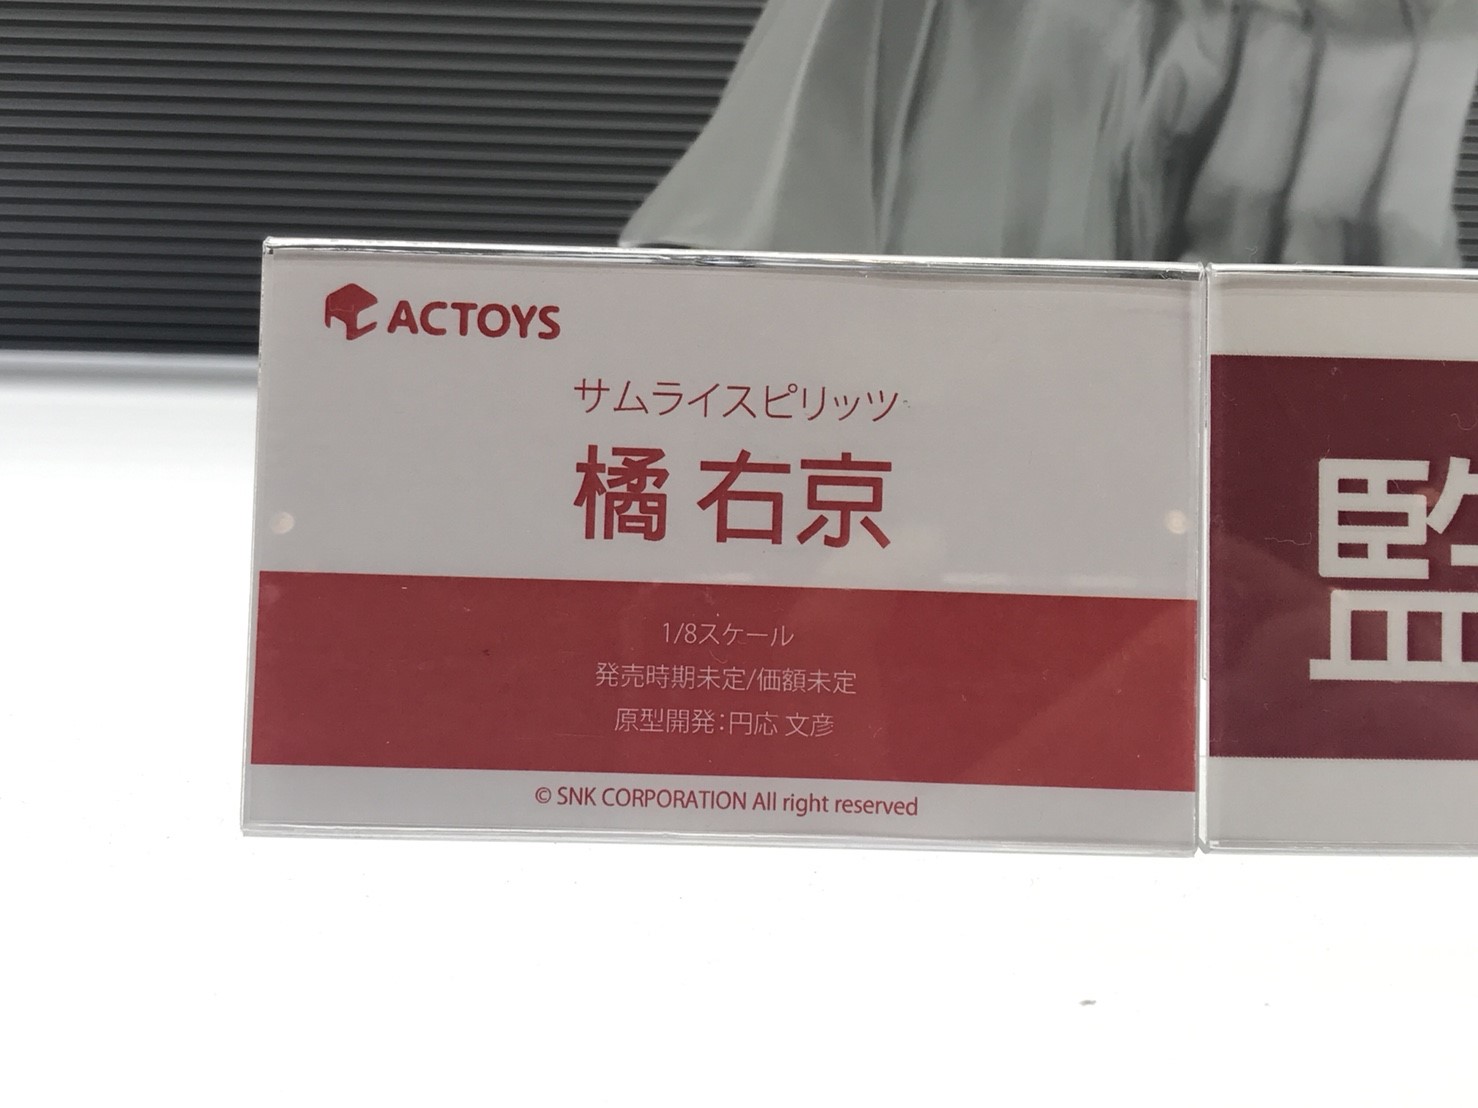 ACTOYS
サムライスピリッツ
橘 右京
1/8スケール
発売時期未定/価額未定
原型開発：円応 文彦
© SNK CORPORATION All right reserved
監